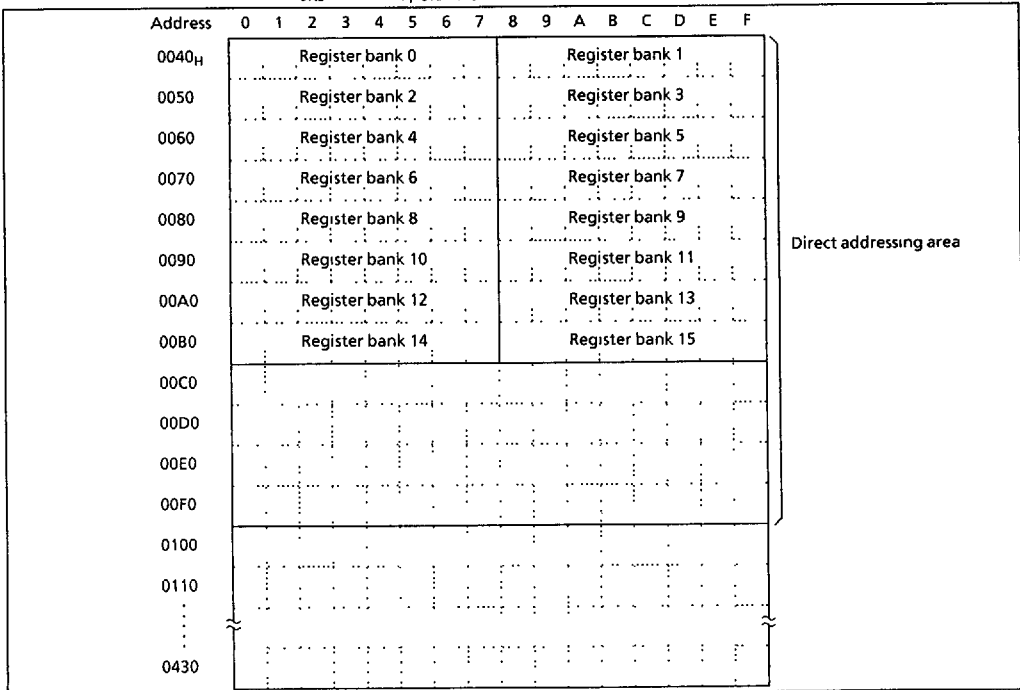 Address 0 1 2 3 4 5 6 7 8 9 A B C D E F
0040H Register bank 0 Register bank 1
0050 Register bank 2 Register bank 3
0060 Register bank 4 Register bank 5
0070 Register bank 6 Register bank 7
0080 Register bank 8 Register bank 9
Direct addressing area
0090 Register bank 10 Register bank 11
00A0 Register bank 12 Register bank 13
00B0 Register bank 14 Register bank 15
00C0
00D0
00E0
00F0
0100
0110
0430